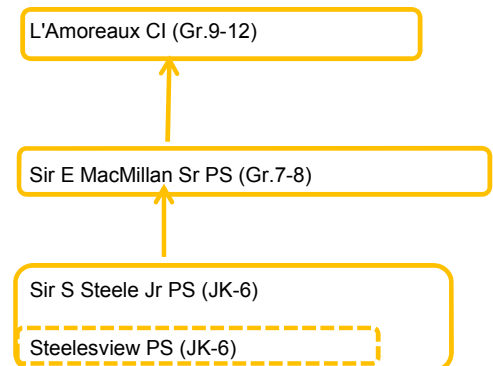 L'Amoreaux CI (Gr.9-12)
Sir E MacMillan Sr PS (Gr.7-8)
Sir S Steele Jr PS (JK-6)
Steelesview PS (JK-6)